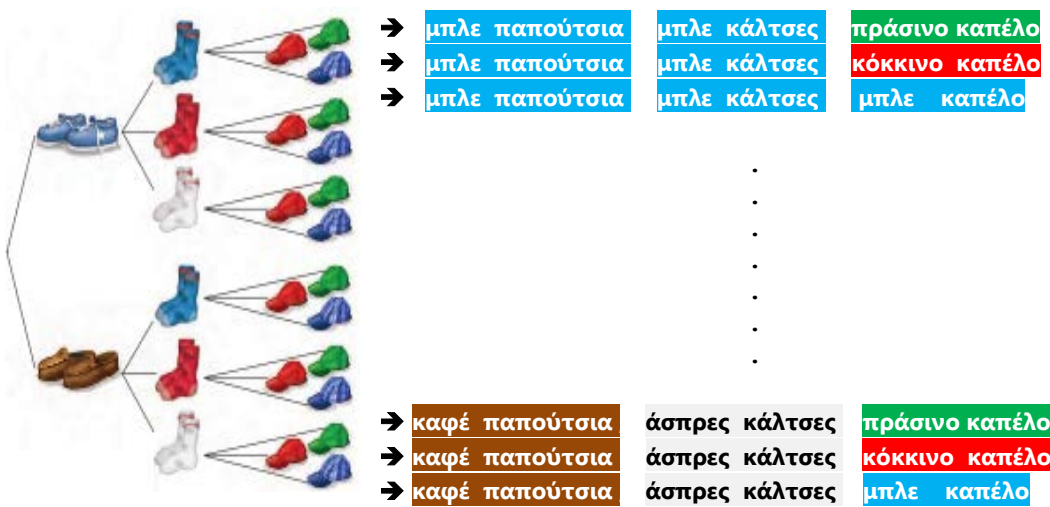 ➔ μπλε παπούτσια μπλε κάλτσες πράσινο καπέλο
➔ μπλε παπούτσια μπλε κάλτσες κόκκινο καπέλο
➔ μπλε παπούτσια μπλε κάλτσες μπλε καπέλο
.
.
.
.
.
.
.
➔ καφέ παπούτσια άσπρες κάλτσες πράσινο καπέλο
➔ καφέ παπούτσια άσπρες κάλτσες κόκκινο καπέλο
➔ καφέ παπούτσια άσπρες κάλτσες μπλε καπέλο